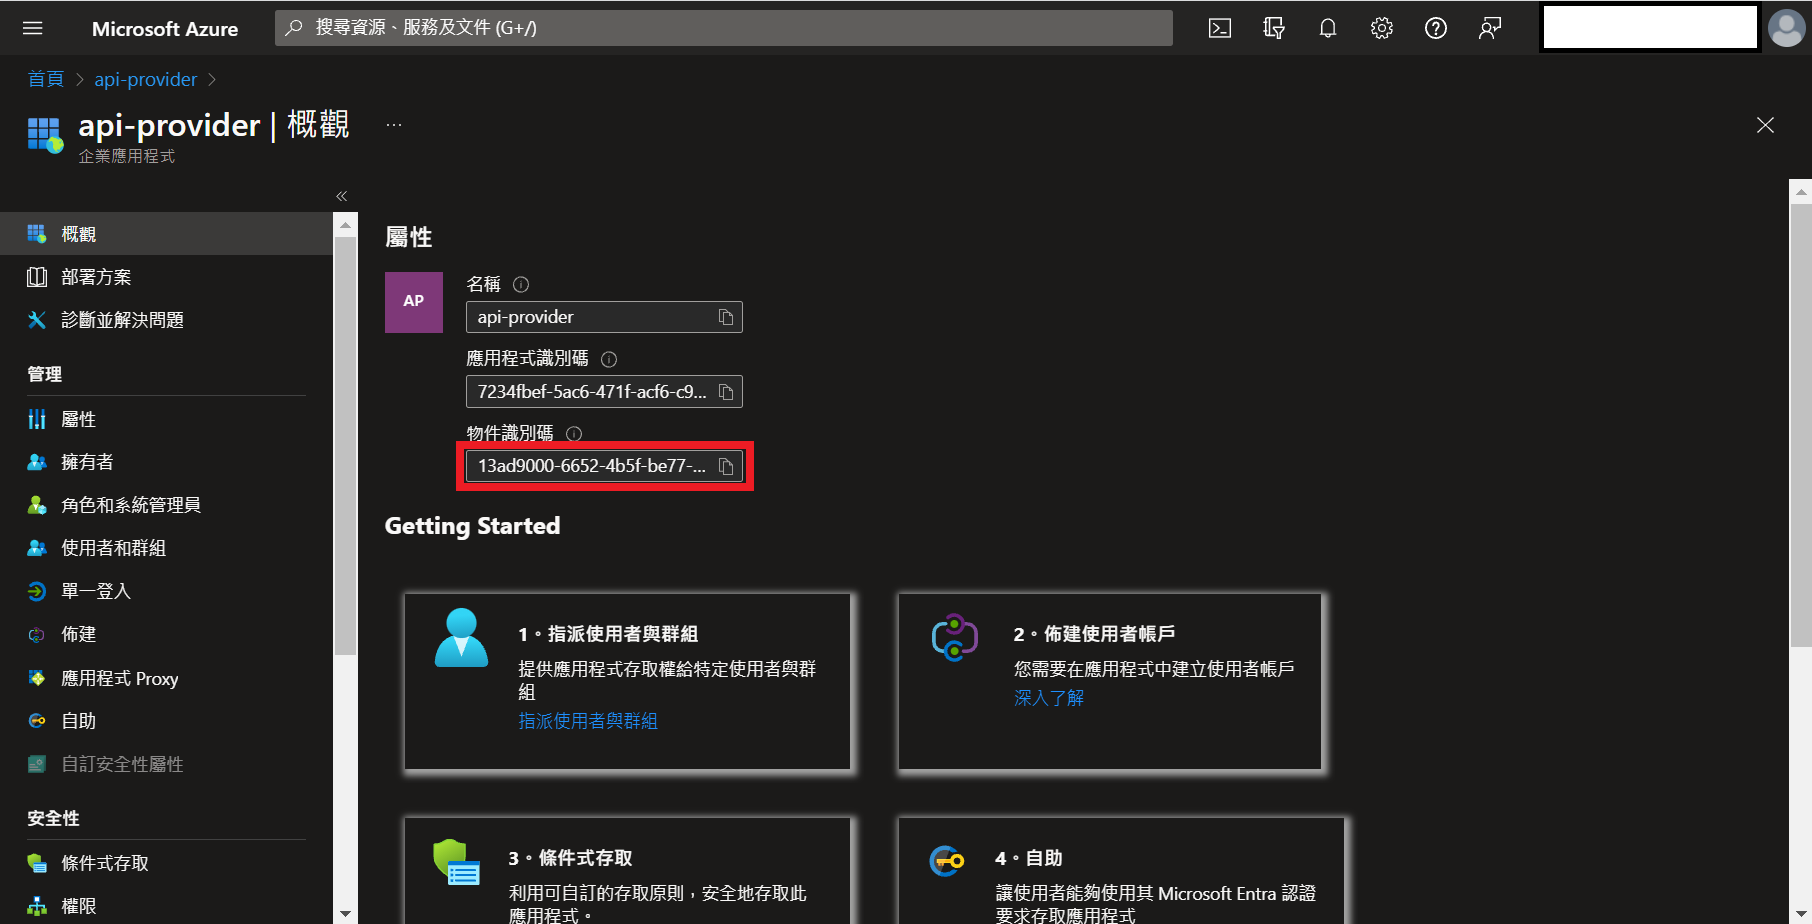 Microsoft Azure
搜尋資源、服務及文件 (G+/)
首頁 > api-provider >
api-provider | 概觀 ...
企業應用程式
概觀
部署方案
診斷並解決問題
管理
屬性
擁有者
角色和系統管理員
使用者和群組
單一登入
佈建
應用程式 Proxy
自助
自訂安全性屬性
安全性
條件式存取
權限
屬性
AP
名稱
api-provider
應用程式識別碼
7234fbef-5ac6-471f-acf6-c9...
物件識別碼
13ad9000-6652-4b5f-be77-...
Getting Started
1。指派使用者與群組
提供應用程式存取權給特定使用者與群
組
指派使用者與群組
2。佈建使用者帳戶
您需要在應用程式中建立使用者帳戶
深入了解
3。條件式存取
利用可自訂的存取原則，安全地存取此
應用程式。
4。自助
讓使用者能夠使用其 Microsoft Entra 認證
要求存取應用程式